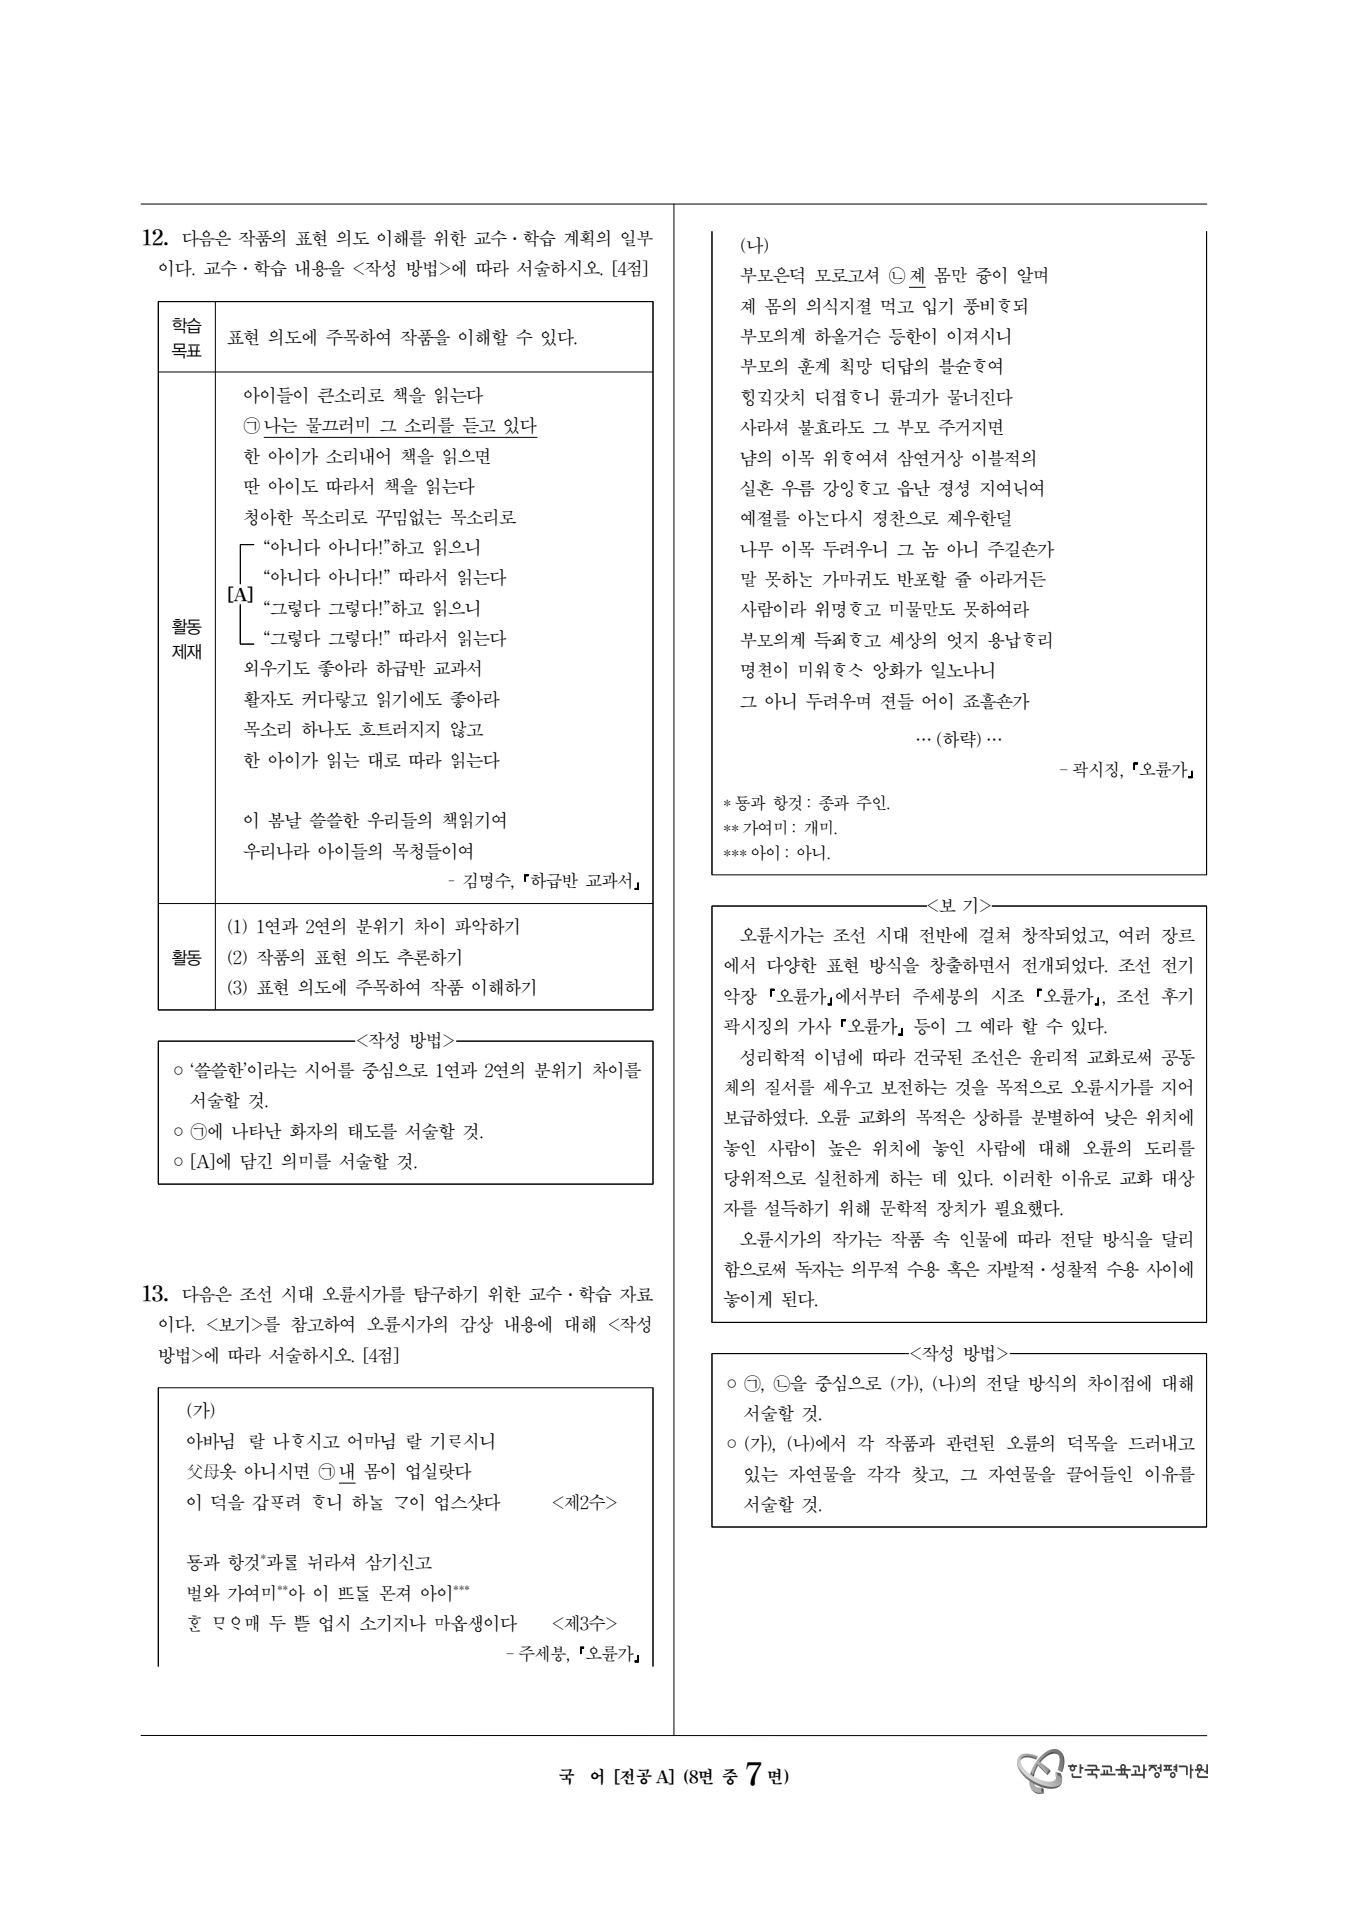 12. 다음은 작품의 표현 의도 이해를 위한 교수·학습 계획의 일부
이다. 교수·학습 내용을 <작성 방법>에 따라 서술하시오. [4점]
학습
목표
표현 의도에 주목하여 작품을 이해할 수 있다.
활동
제재
아이들이 큰소리로 책을 읽는다
㉠나는 물끄러미 그 소리를 듣고 있다
한 아이가 소리내어 책을 읽으면
딴 아이도 따라서 책을 읽는다
청아한 목소리로 꾸밈없는 목소리로
[A]
“아니다 아니다!”하고 읽으니
“아니다 아니다!” 따라서 읽는다
“그렇다 그렇다!”하고 읽으니
“그렇다 그렇다!” 따라서 읽는다
외우기도 좋아라 하급반 교과서
활자도 커다랗고 읽기에도 좋아라
목소리 하나도 흐트러지지 않고
한 아이가 읽는 대로 따라 읽는다
이 봄날 쓸쓸한 우리들의 책읽기여
우리나라 아이들의 목청들이여
- 김명수, 『하급반 교과서』
활동
(1) 1연과 2연의 분위기 차이 파악하기
(2) 작품의 표현 의도 추론하기
(3) 표현 의도에 주목하여 작품 이해하기
<작성 방법>
○ ‘쓸쓸한’이라는 시어를 중심으로 1연과 2연의 분위기 차이를
서술할 것.
○ ㉠에 나타난 화자의 태도를 서술할 것.
○ [A]에 담긴 의미를 서술할 것.
13. 다음은 조선 시대 오륜시가를 탐구하기 위한 교수·학습 자료
이다. <보기>를 참고하여 오륜시가의 감상 내용에 대해 <작성
방법>에 따라 서술하시오. [4점]
(가)
아바님 랄 나ᄒᆞ시고 어마님 랄 기ᄅᆞ시니
父母옷 아니시면 ㉠내 몸이 업실랏다
이 덕을 갑ᄑᆞ려 ᄒᆞ니 하ᄂᆞᆯ ᄀᆞ이 업스샷다 <제2수>
둉과 항것*과ᄅᆞᆯ 뉘라셔 삼기신고
벌와 가여미**아 이 ᄠᅳ들 몬져 아이***
ᄒᆞᆫ ᄆᆞᄋᆞ매 두 ᄠᅳᆮ 업시 소기지나 마옵생이다 <제3수>
- 주세붕, 『오륜가』
(나)
부모은덕 모로고셔 ㉡졔 몸만 즁이 알며
졔 몸의 의식지졀 먹고 입기 풍비ᄒᆞ되
부모의계 하올거슨 등한이 이져시니
부모의 훈계 ᄎᆡᆨ망 ᄃᆡ답의 블슌ᄒᆞ여
ᄒᆡᆼᄀᆡᆨ갓치 ᄃᆡ졉ᄒᆞ니 륜긔가 물너진다
사라셔 불효라도 그 부모 주거지면
냠의 이목 위ᄒᆞ여셔 삼연거상 이블적의
실흔 우름 강잉ᄒᆞ고 읍난 졍셩 지여ᄂᆡ여
예졀를 아ᄂᆞᆫ다시 졍찬으로 졔우한덜
나무 이목 두려우니 그 놈 아니 주길숀가
말 못하ᄂᆞᆫ 가마귀도 반포할 쥴 아라거든
사람이라 위명ᄒᆞ고 미물만도 못하여라
부모의계 득죄ᄒᆞ고 셰상의 엇지 용납ᄒᆞ리
명쳔이 미워ᄒᆞᄉᆞ 앙화가 일노나니
그 아니 두려우며 젼들 어이 죠흘숀가
… (하략) …
- 곽시징, 『오륜가』
* 둉과 항것 : 종과 주인.
** 가여미 : 개미.
*** 아이 : 아니.
<보 기>
오륜시가는 조선 시대 전반에 걸쳐 창작되었고, 여러 장르
에서 다양한 표현 방식을 창출하면서 전개되었다. 조선 전기
악장 『오륜가』에서부터 주세붕의 시조 『오륜가』, 조선 후기
곽시징의 가사 『오륜가』 등이 그 예라 할 수 있다.
성리학적 이념에 따라 건국된 조선은 윤리적 교화로써 공동
체의 질서를 세우고 보전하는 것을 목적으로 오륜시가를 지어
보급하였다. 오륜 교화의 목적은 상하를 분별하여 낮은 위치에
놓인 사람이 높은 위치에 놓인 사람에 대해 오륜의 도리를
당위적으로 실천하게 하는 데 있다. 이러한 이유로 교화 대상
자를 설득하기 위해 문학적 장치가 필요했다.
오륜시가의 작가는 작품 속 인물에 따라 전달 방식을 달리
함으로써 독자는 의무적 수용 혹은 자발적·성찰적 수용 사이에
놓이게 된다.
<작성 방법>
○ ㉠, ㉡을 중심으로 (가), (나)의 전달 방식의 차이점에 대해
서술할 것.
○ (가), (나)에서 각 작품과 관련된 오륜의 덕목을 드러내고
있는 자연물을 각각 찾고, 그 자연물을 끌어들인 이유를
서술할 것.
국 어 [전공 A] (8면 중 7 면)
한국교육과정평가원